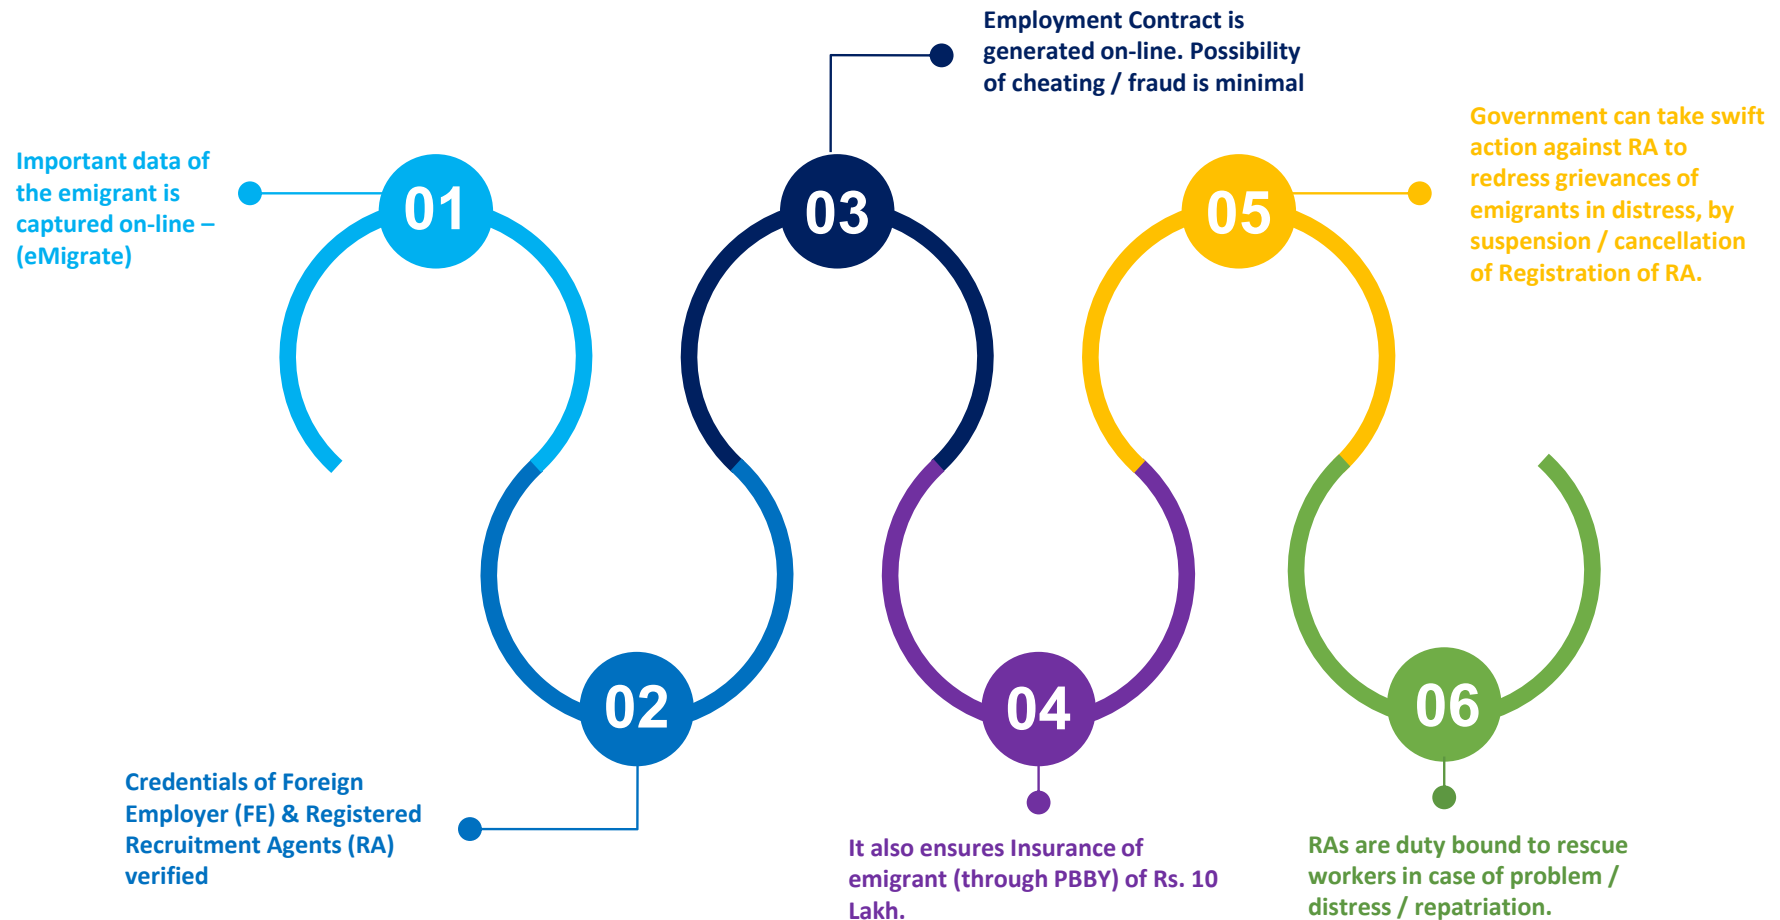 Important data of
the emigrant is
captured on-line –
(eMigrate)
01
Credentials of Foreign
Employer (FE) & Registered
Recruitment Agents (RA)
verified
02
Employment Contract is
generated on-line. Possibility
of cheating / fraud is minimal
03
It also ensures Insurance of
emigrant (through PBBY) of Rs. 10
Lakh.
04
Government can take swift
action against RA to
redress grievances of
emigrants in distress, by
suspension / cancellation
of Registration of RA.
05
RAs are duty bound to rescue
workers in case of problem /
distress / repatriation.
06